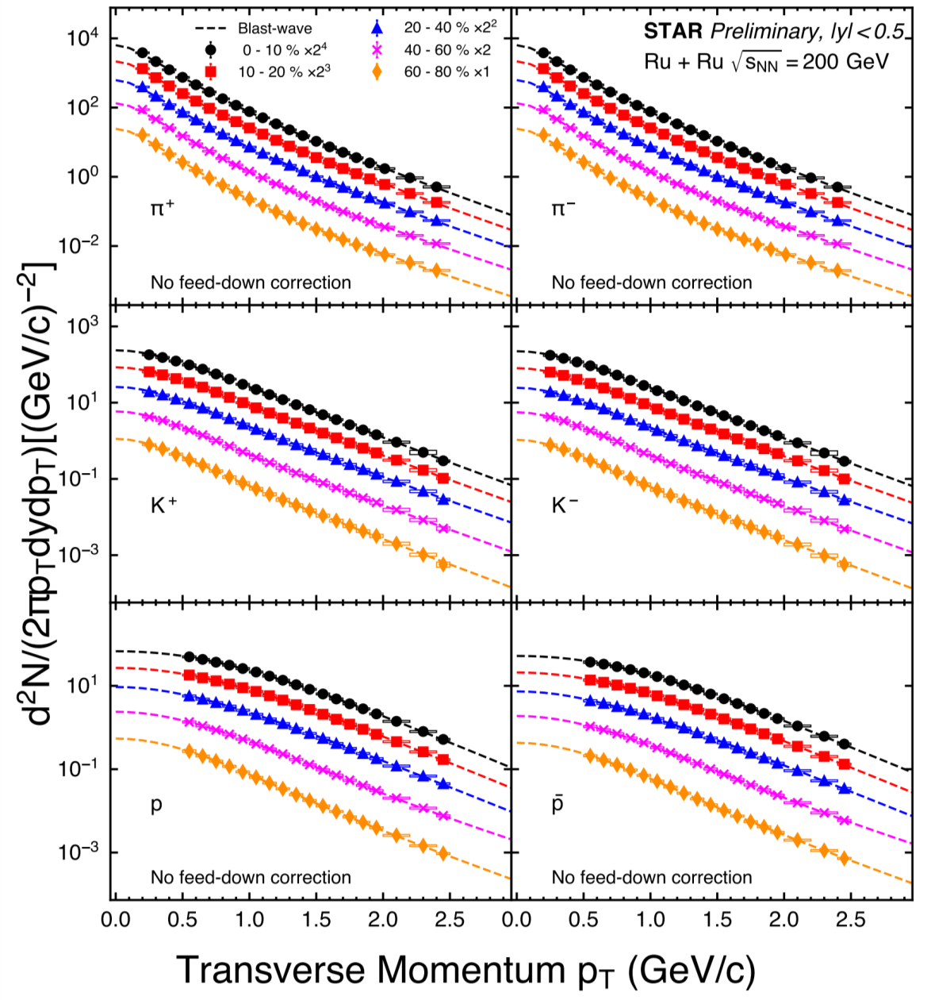 Blast-wave
0 - 10 % ×2⁴
10 - 20 % ×2³
20 - 40 % ×2²
40 - 60 % ×2
60 - 80 % ×1
STAR Preliminary, |y| < 0.5
Ru + Ru √sNN = 200 GeV
10⁴
10²
10⁰
10⁻²
π⁺
No feed-down correction
π⁻
No feed-down correction
10³
10¹
10⁻¹
10⁻³
K⁺
K⁻
10¹
10⁻¹
10⁻³
p
No feed-down correction
p̄
No feed-down correction
d²N/(2πp_Tdydp_T)[(GeV/c)⁻²]
0.0 0.5 1.0 1.5 2.0 2.5 0.0 0.5 1.0 1.5 2.0 2.5
Transverse Momentum p_T (GeV/c)